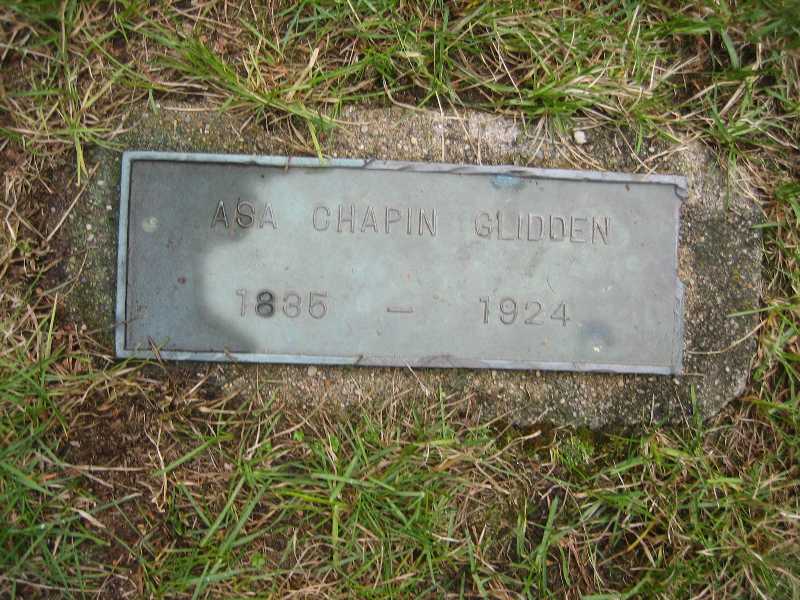 ASA CHAPIN GLIDDEN
1835 – 1924